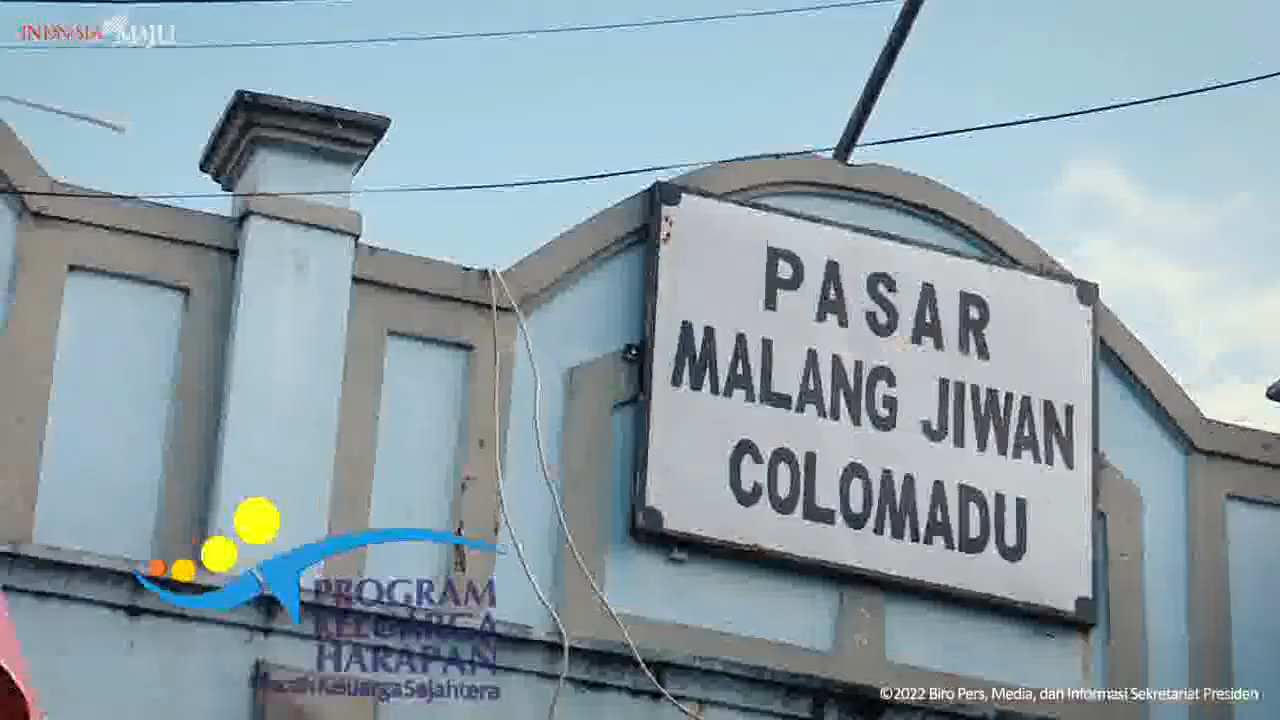 INDONESIA MAJU
PASAR
MALANG JIWAN
COLOMADU
PROGRAM
KELUARGA
HARAPAN
Meraih Keluarga Sejahtera
©2022 Biro Pers, Media, dan Informasi Sekretariat Presiden